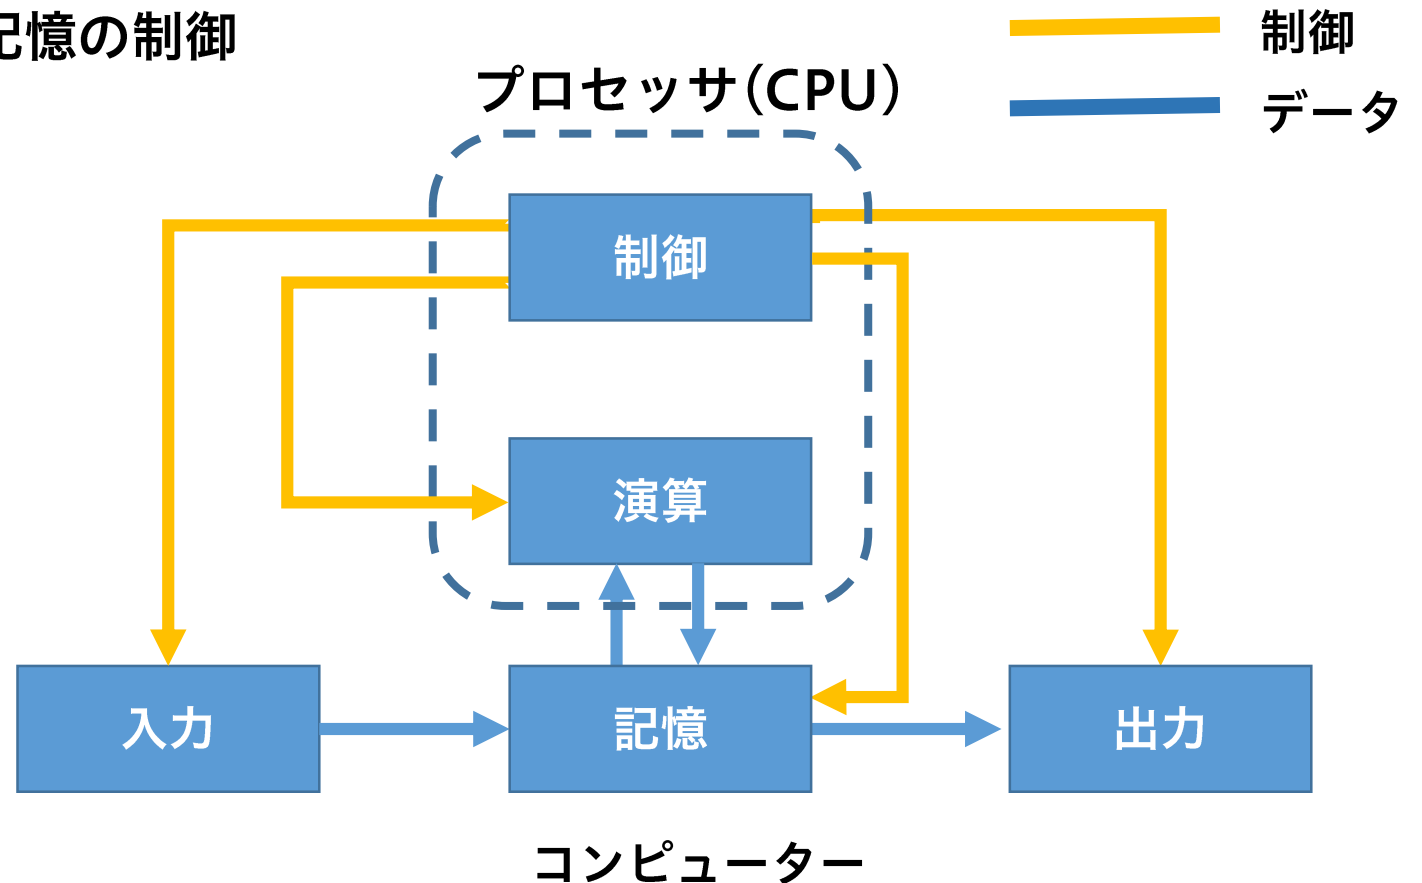 記憶の制御
制御
データ
プロセッサ(CPU)
制御
演算
入力
記憶
出力
コンピューター